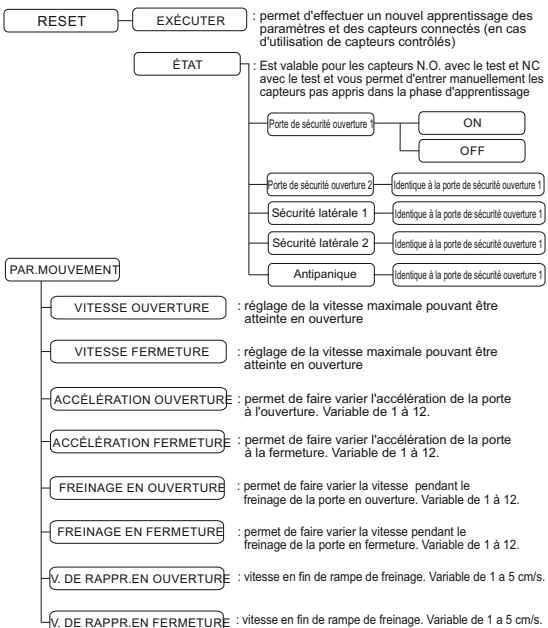 RESET
EXÉCUTER
: permet d'effectuer un nouvel apprentissage des
paramètres et des capteurs connectés (en cas
d'utilisation de capteurs contrôlés)
ÉTAT
: Est valable pour les capteurs N.O. avec le test et NC
avec le test et vous permet d'entrer manuellement les
capteurs pas appris dans la phase d'apprentissage
Porte de sécurité ouverture 1
ON
OFF
Porte de sécurité ouverture 2
Identique à la porte de sécurité ouverture 1
Sécurité latérale 1
Identique à la porte de sécurité ouverture 1
Sécurité latérale 2
Identique à la porte de sécurité ouverture 1
Antipanique
Identique à la porte de sécurité ouverture 1
PAR.MOUVEMENT
VITESSE OUVERTURE
: réglage de la vitesse maximale pouvant être
atteinte en ouverture
VITESSE FERMETURE
: réglage de la vitesse maximale pouvant être
atteinte en ouverture
ACCÉLÉRATION OUVERTURE
: permet de faire varier l'accélération de la porte
à l'ouverture. Variable de 1 à 12.
ACCÉLÉRATION FERMETURE
: permet de faire varier l'accélération de la porte
à la fermeture. Variable de 1 à 12.
FREINAGE EN OUVERTURE
: permet de faire varier la vitesse pendant le
freinage de la porte en ouverture. Variable de 1 à 12.
FREINAGE EN FERMETURE
: permet de faire varier la vitesse pendant le
freinage de la porte en fermeture. Variable de 1 à 12.
V. DE RAPPR.EN OUVERTURE
: vitesse en fin de rampe de freinage. Variable de 1 a 5 cm/s.
V. DE RAPPR.EN FERMETURE
: vitesse en fin de rampe de freinage. Variable de 1 a 5 cm/s.